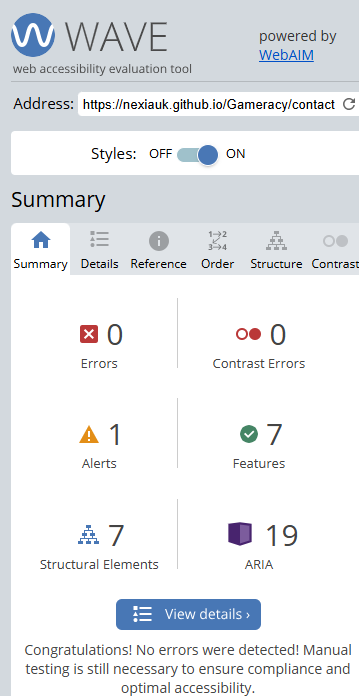 WAVE
web accessibility evaluation tool
powered by
WebAIM
Address: https://nexiauk.github.io/Gameracy/contact
Styles: OFF ON
Summary
Summary Details Reference Order Structure Contrast
0
Errors
0
Contrast Errors
1
Alerts
7
Features
7
Structural Elements
19
ARIA
View details ›
Congratulations! No errors were detected! Manual
testing is still necessary to ensure compliance and
optimal accessibility.